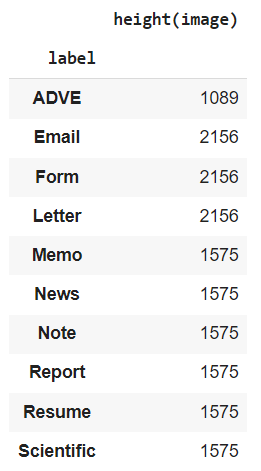 height(image)
label
ADVE 1089
Email 2156
Form 2156
Letter 2156
Memo 1575
News 1575
Note 1575
Report 1575
Resume 1575
Scientific 1575